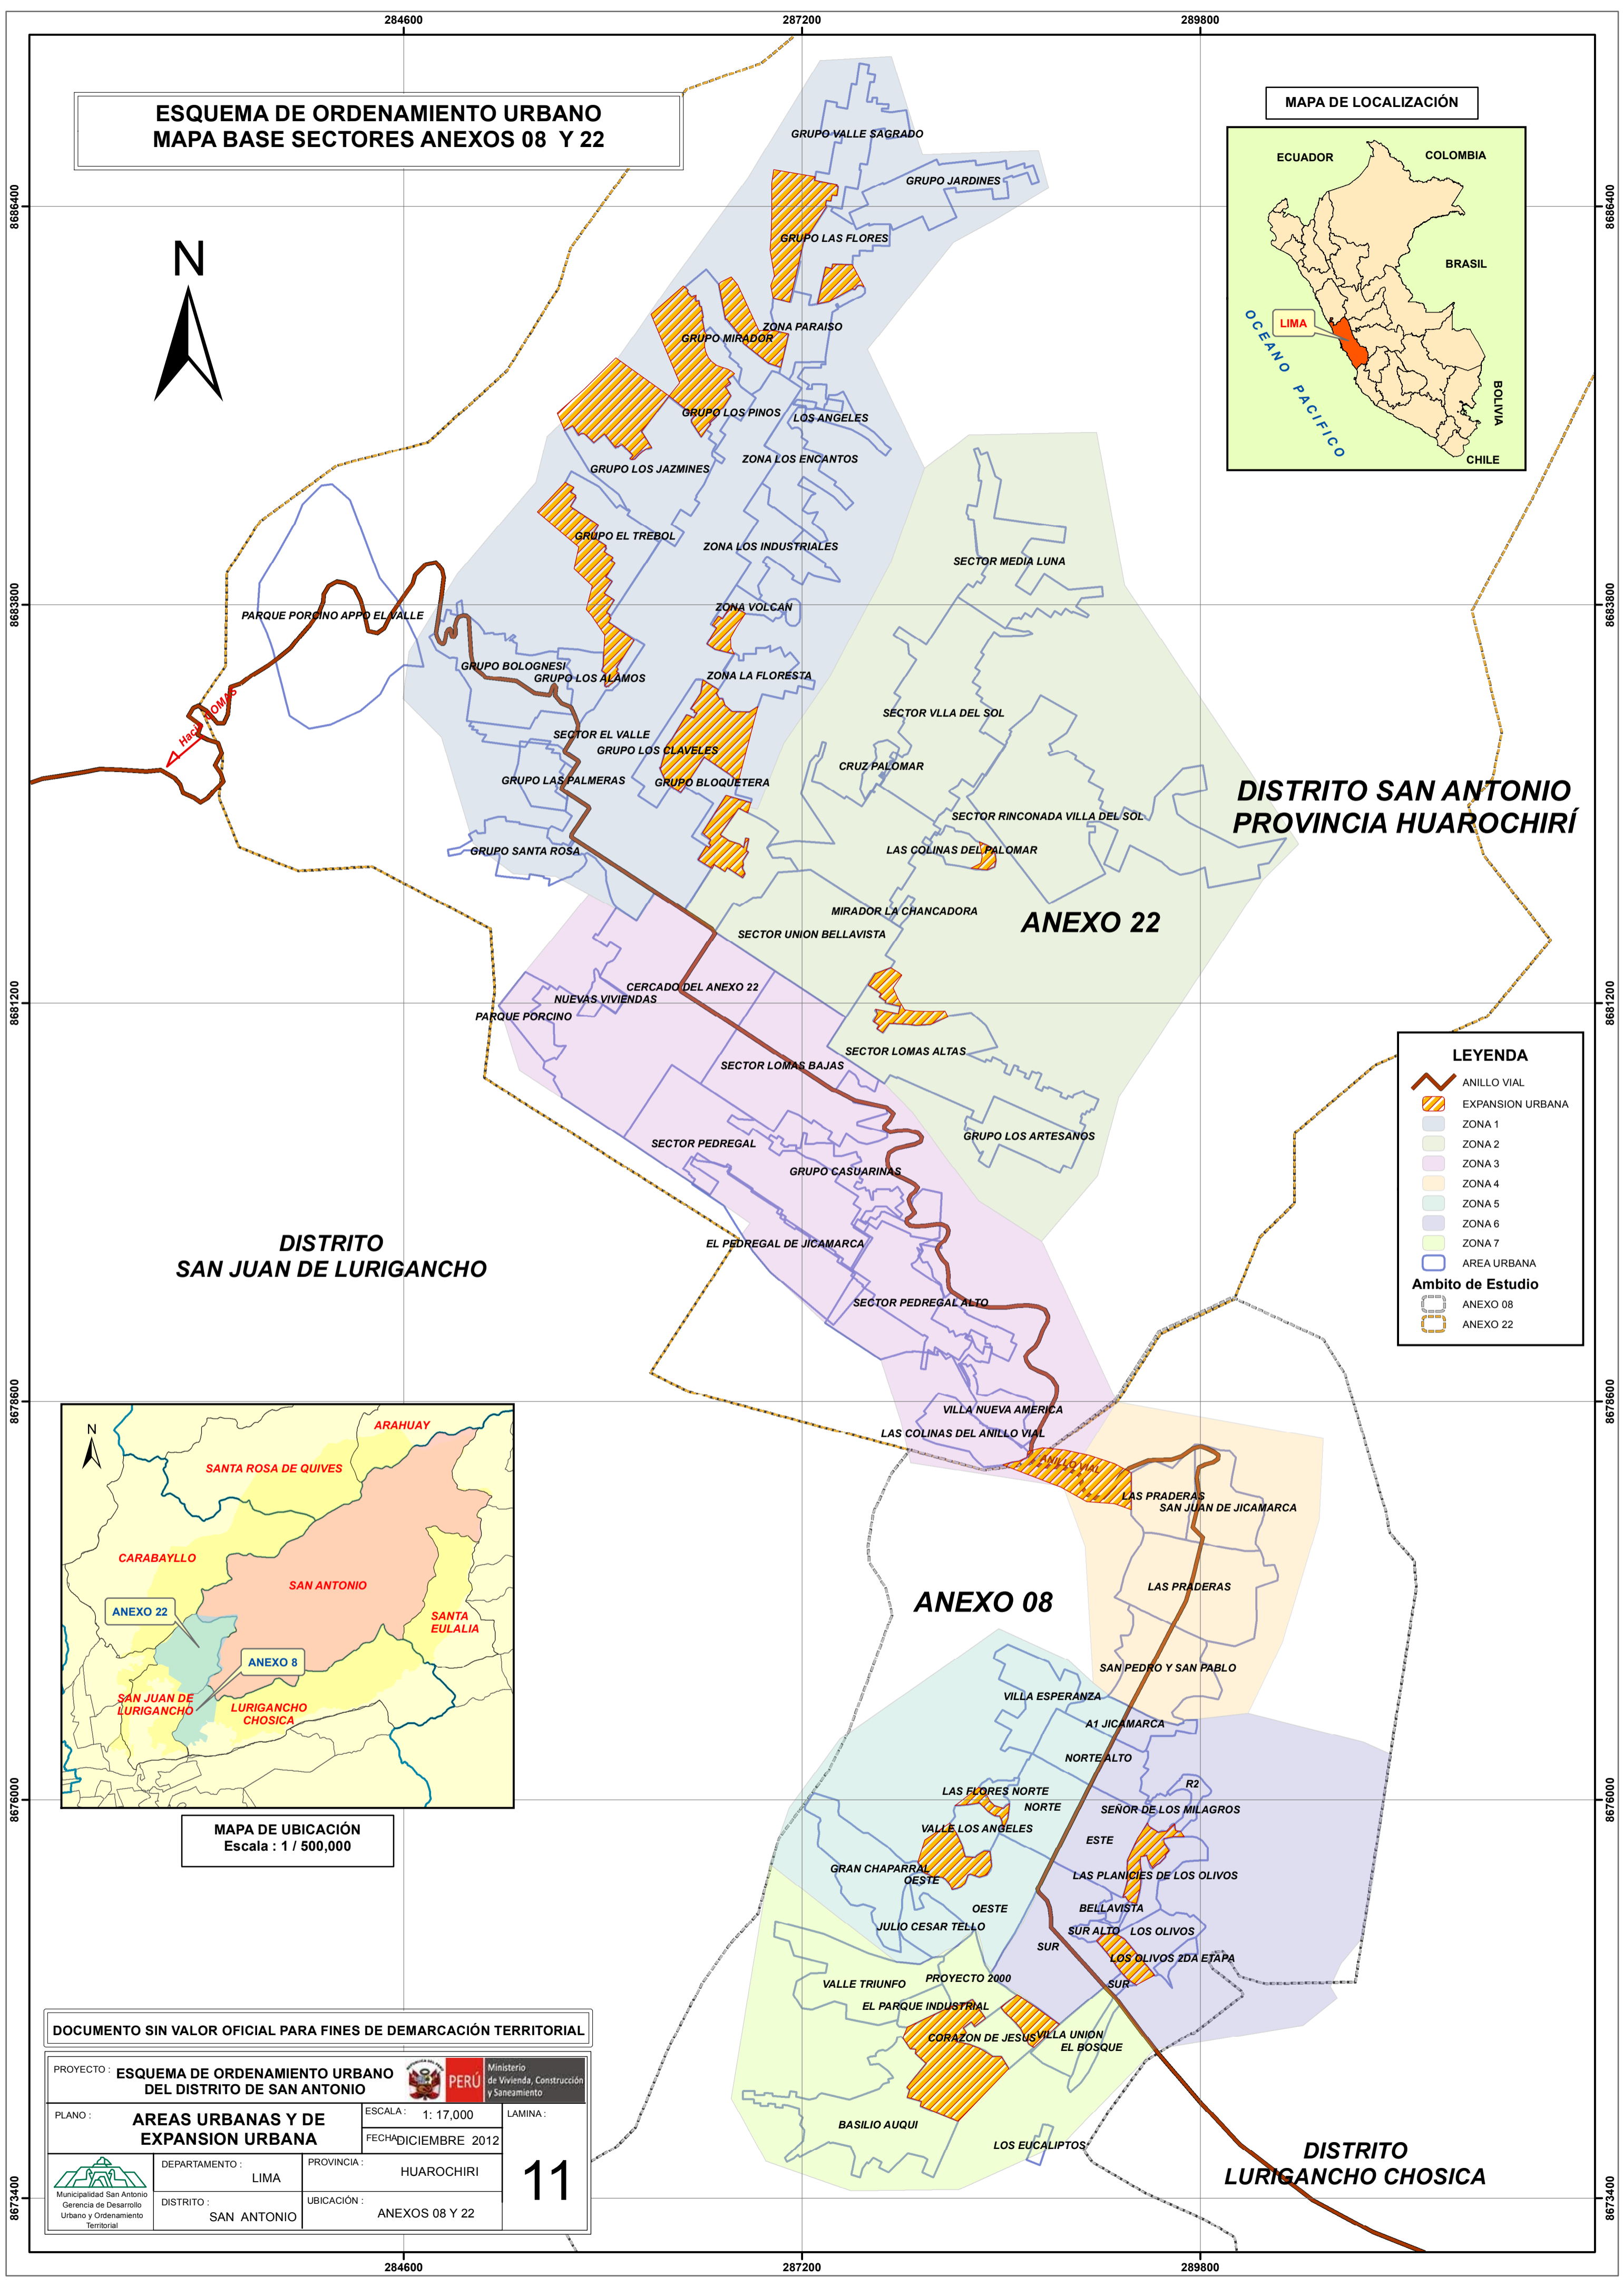 284600
287200
289800
ESQUEMA DE ORDENAMIENTO URBANO
MAPA BASE SECTORES ANEXOS 08 Y 22
MAPA DE LOCALIZACIÓN
ECUADOR
COLOMBIA
BRASIL
LIMA
OCEANO PACIFICO
BOLIVIA
CHILE
N
8686400
8686400
GRUPO VALLE SAGRADO
GRUPO JARDINES
GRUPO LAS FLORES
ZONA PARAISO
GRUPO MIRADOR
GRUPO LOS PINOS
LOS ANGELES
ZONA LOS ENCANTOS
GRUPO LOS JAZMINES
GRUPO EL TREBOL
ZONA LOS INDUSTRIALES
SECTOR MEDIA LUNA
8683800
8683800
ZONA VOLCAN
PARQUE PORCINO APPO EL VALLE
GRUPO BOLOGNESI
GRUPO LOS ALAMOS
ZONA LA FLORESTA
Hacia LOMAS
SECTOR VLLA DEL SOL
SECTOR EL VALLE
GRUPO LOS CLAVELES
CRUZ PALOMAR
GRUPO LAS PALMERAS
GRUPO BLOQUETERA
DISTRITO SAN ANTONIO
PROVINCIA HUAROCHIRÍ
SECTOR RINCONADA VILLA DEL SOL
GRUPO SANTA ROSA
LAS COLINAS DEL PALOMAR
MIRADOR LA CHANCADORA
ANEXO 22
SECTOR UNION BELLAVISTA
CERCADO DEL ANEXO 22
NUEVAS VIVIENDAS
8681200
8681200
PARQUE PORCINO
SECTOR LOMAS ALTAS
SECTOR LOMAS BAJAS
GRUPO LOS ARTESANOS
SECTOR PEDREGAL
GRUPO CASUARINAS
EL PEDREGAL DE JICAMARCA
DISTRITO
SAN JUAN DE LURIGANCHO
SECTOR PEDREGAL ALTO
LEYENDA
ANILLO VIAL
EXPANSION URBANA
ZONA 1
ZONA 2
ZONA 3
ZONA 4
ZONA 5
ZONA 6
ZONA 7
AREA URBANA
Ambito de Estudio
ANEXO 08
ANEXO 22
8678600
8678600
VILLA NUEVA AMERICA
LAS COLINAS DEL ANILLO VIAL
ANILLO VIAL
LAS PRADERAS
SAN JUAN DE JICAMARCA
LAS PRADERAS
ANEXO 08
SAN PEDRO Y SAN PABLO
VILLA ESPERANZA
A1 JICAMARCA
NORTE ALTO
R2
LAS FLORES NORTE
NORTE
SEÑOR DE LOS MILAGROS
VALLE LOS ANGELES
ESTE
GRAN CHAPARRAL
OESTE
LAS PLANICIES DE LOS OLIVOS
OESTE
BELLAVISTA
JULIO CESAR TELLO
SUR ALTO
LOS OLIVOS
SUR
LOS OLIVOS 2DA ETAPA
VALLE TRIUNFO
PROYECTO 2000
SUR
EL PARQUE INDUSTRIAL
CORAZON DE JESUS
VILLA UNION
EL BOSQUE
BASILIO AUQUI
LOS EUCALIPTOS
DISTRITO
LURIGANCHO CHOSICA
8676000
8676000
8673400
8673400
N
ARAHUAY
SANTA ROSA DE QUIVES
CARABAYLLO
SAN ANTONIO
ANEXO 22
SANTA
EULALIA
ANEXO 8
SAN JUAN DE
LURIGANCHO
LURIGANCHO
CHOSICA
MAPA DE UBICACIÓN
Escala : 1 / 500,000
DOCUMENTO SIN VALOR OFICIAL PARA FINES DE DEMARCACIÓN TERRITORIAL
PROYECTO : ESQUEMA DE ORDENAMIENTO URBANO
DEL DISTRITO DE SAN ANTONIO
PERÚ
Ministerio
de Vivienda, Construcción
y Saneamiento
PLANO : AREAS URBANAS Y DE
EXPANSION URBANA
ESCALA : 1: 17,000
FECHA DICIEMBRE 2012
LAMINA :
11
Municipalidad San Antonio
Gerencia de Desarrollo
Urbano y Ordenamiento
Territorial
DEPARTAMENTO :
LIMA
PROVINCIA :
HUAROCHIRI
DISTRITO :
SAN ANTONIO
UBICACIÓN :
ANEXOS 08 Y 22
284600
287200
289800